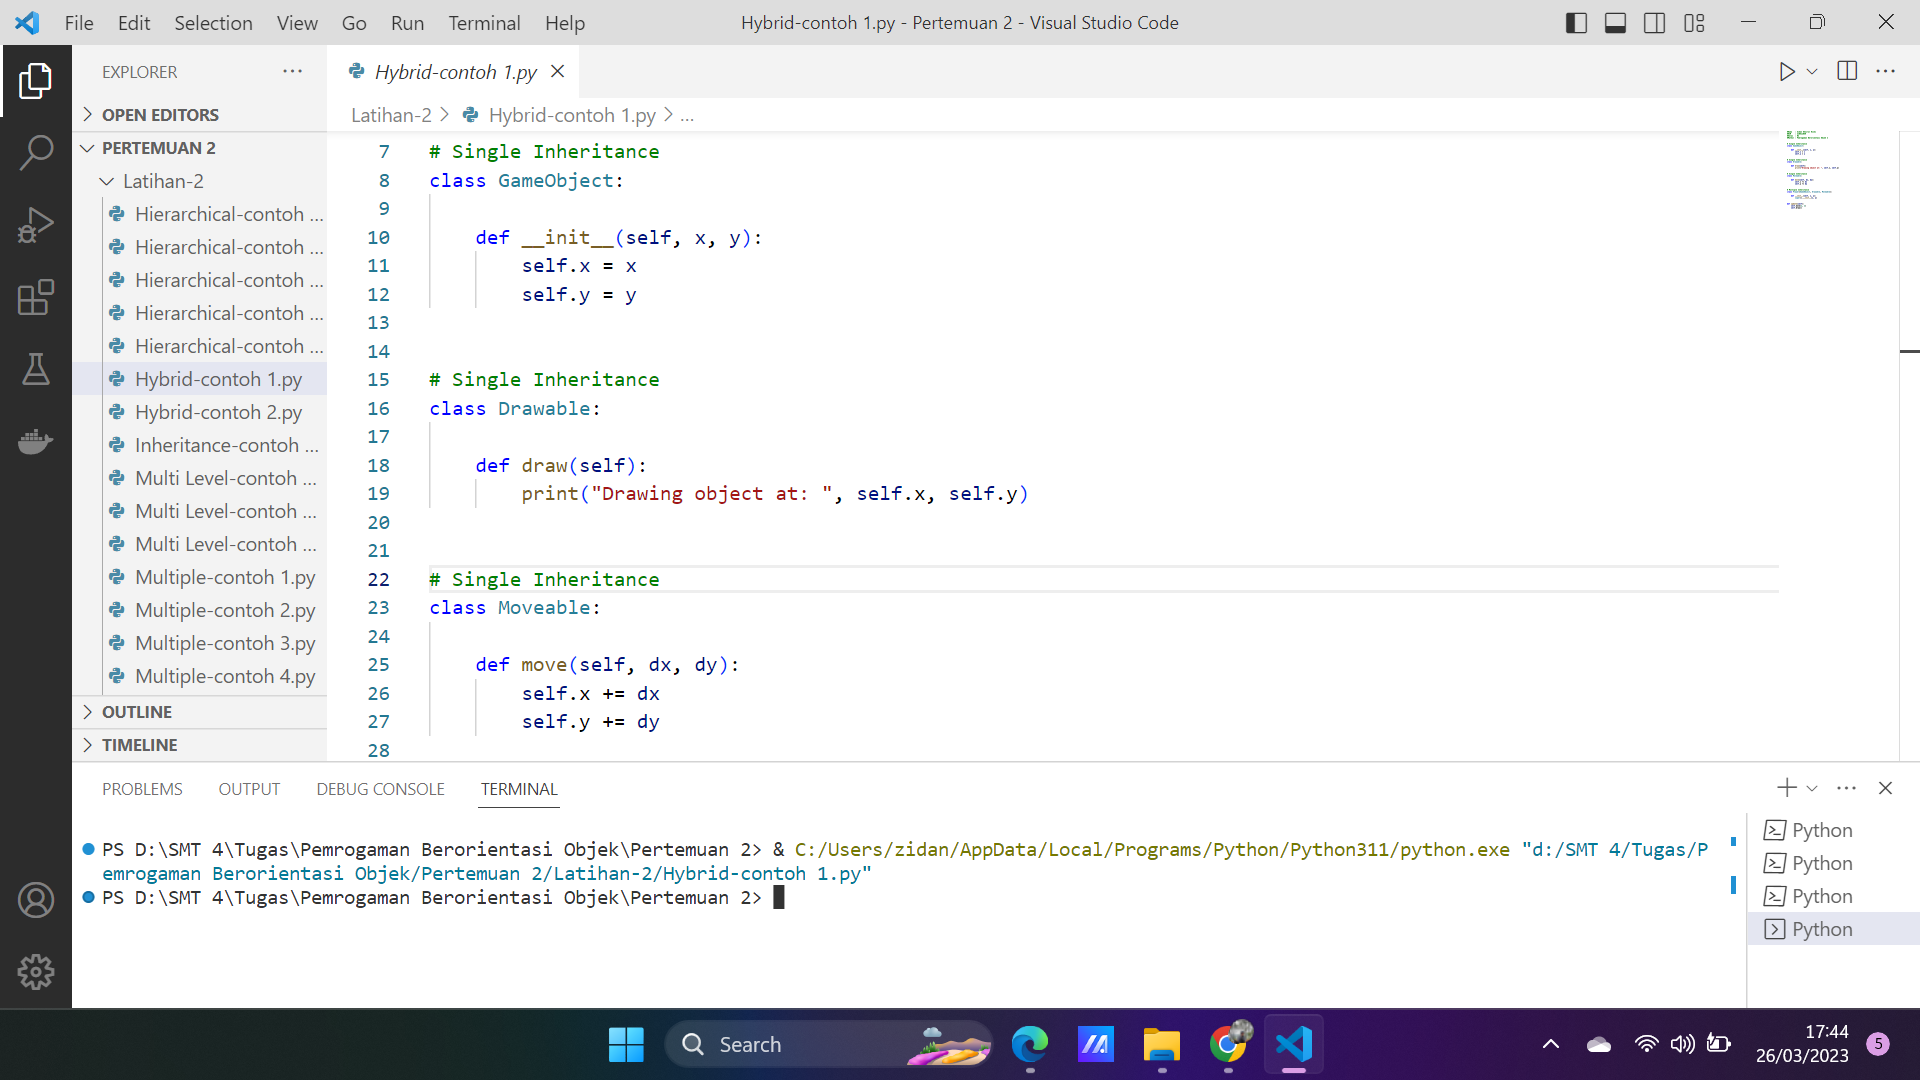 File Edit Selection View Go Run Terminal Help
Hybrid-contoh 1.py - Pertemuan 2 - Visual Studio Code
EXPLORER
OPEN EDITORS
PERTEMUAN 2
Latihan-2
Hierarchical-contoh ...
Hierarchical-contoh ...
Hierarchical-contoh ...
Hierarchical-contoh ...
Hierarchical-contoh ...
Hybrid-contoh 1.py
Hybrid-contoh 2.py
Inheritance-contoh ...
Multi Level-contoh ...
Multi Level-contoh ...
Multi Level-contoh ...
Multiple-contoh 1.py
Multiple-contoh 2.py
Multiple-contoh 3.py
Multiple-contoh 4.py
OUTLINE
TIMELINE
Hybrid-contoh 1.py
Latihan-2 > Hybrid-contoh 1.py > ...
7 # Single Inheritance
8 class GameObject:
9
10 def __init__(self, x, y):
11 self.x = x
12 self.y = y
13
14
15 # Single Inheritance
16 class Drawable:
17
18 def draw(self):
19 print("Drawing object at: ", self.x, self.y)
20
21
22 # Single Inheritance
23 class Moveable:
24
25 def move(self, dx, dy):
26 self.x += dx
27 self.y += dy
28
PROBLEMS OUTPUT DEBUG CONSOLE TERMINAL
PS D:\SMT 4\Tugas\Pemrogaman Berorientasi Objek\Pertemuan 2> & C:/Users/zidan/AppData/Local/Programs/Python/Python311/python.exe "d:/SMT 4/Tugas/P
emrogaman Berorientasi Objek/Pertemuan 2/Latihan-2/Hybrid-contoh 1.py"
PS D:\SMT 4\Tugas\Pemrogaman Berorientasi Objek\Pertemuan 2>
Python
Python
Python
Python
Search
17:44
26/03/2023
5